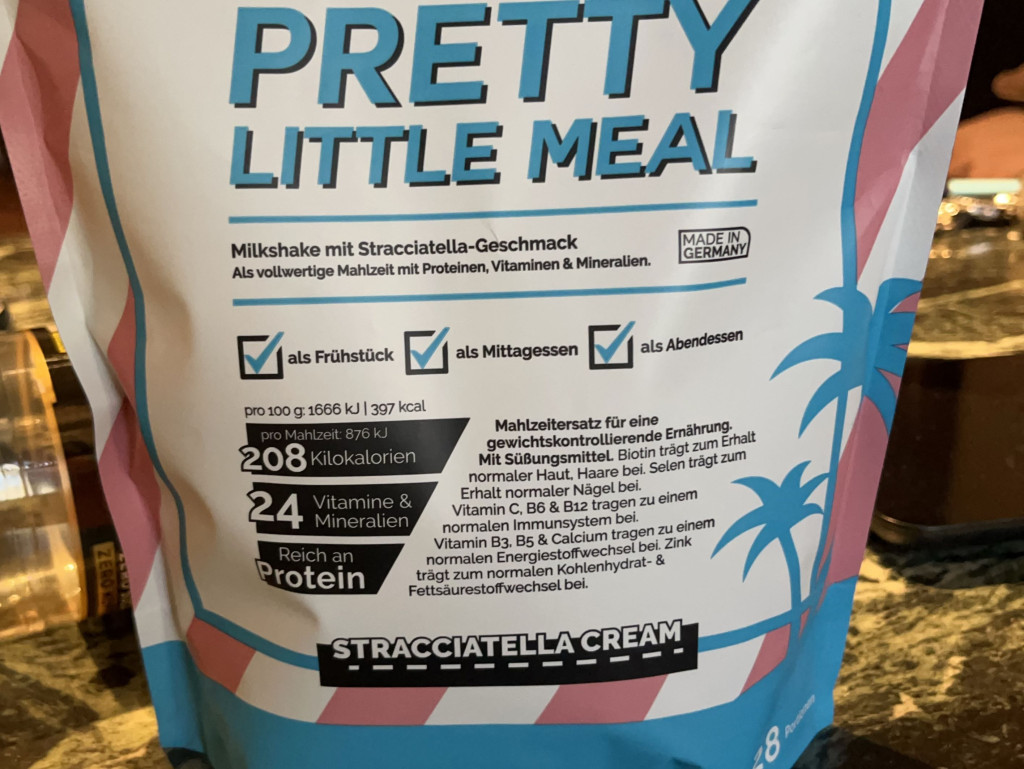 PRETTY
LITTLE MEAL
Milkshake mit Stracciatella-Geschmack
Als vollwertige Mahlzeit mit Proteinen, Vitaminen & Mineralien.
MADE IN
GERMANY
als Frühstück
als Mittagessen
als Abendessen
pro 100 g: 1666 kJ | 397 kcal
pro Mahlzeit: 876 kJ
208 Kilokalorien
24 Vitamine &
Mineralien
Reich an
Protein
Mahlzeitersatz für eine
gewichtskontrollierende Ernährung.
Mit Süßungsmittel. Biotin trägt zum Erhalt
normaler Haut, Haare bei. Selen trägt zum
Erhalt normaler Nägel bei.
Vitamin C, B6 & B12 tragen zu einem
normalen Immunsystem bei.
Vitamin B3, B5 & Calcium tragen zu einem
normalen Energiestoffwechsel bei. Zink
trägt zum normalen Kohlenhydrat- &
Fettsäurestoffwechsel bei.
STRACCIATELLA CREAM
28 Portionen